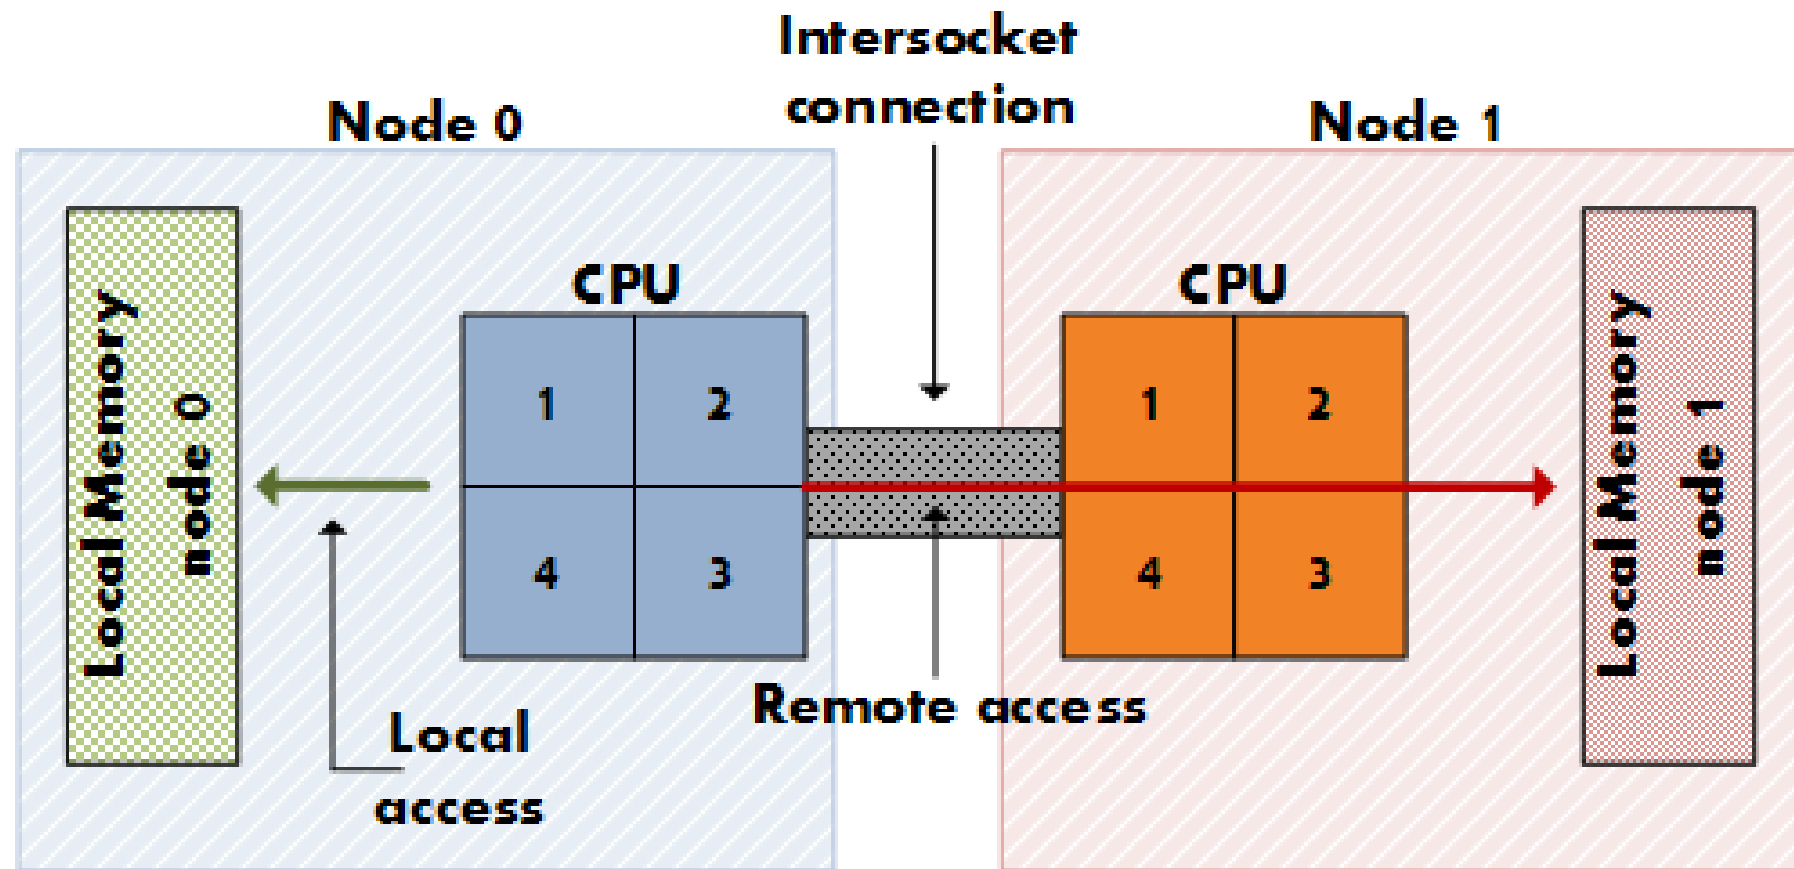 Intersocket
connection
Node 0
Node 1
Local Memory
node 0
CPU
1
2
4
3
CPU
1
2
4
3
Local Memory
node 1
Remote access
Local
access